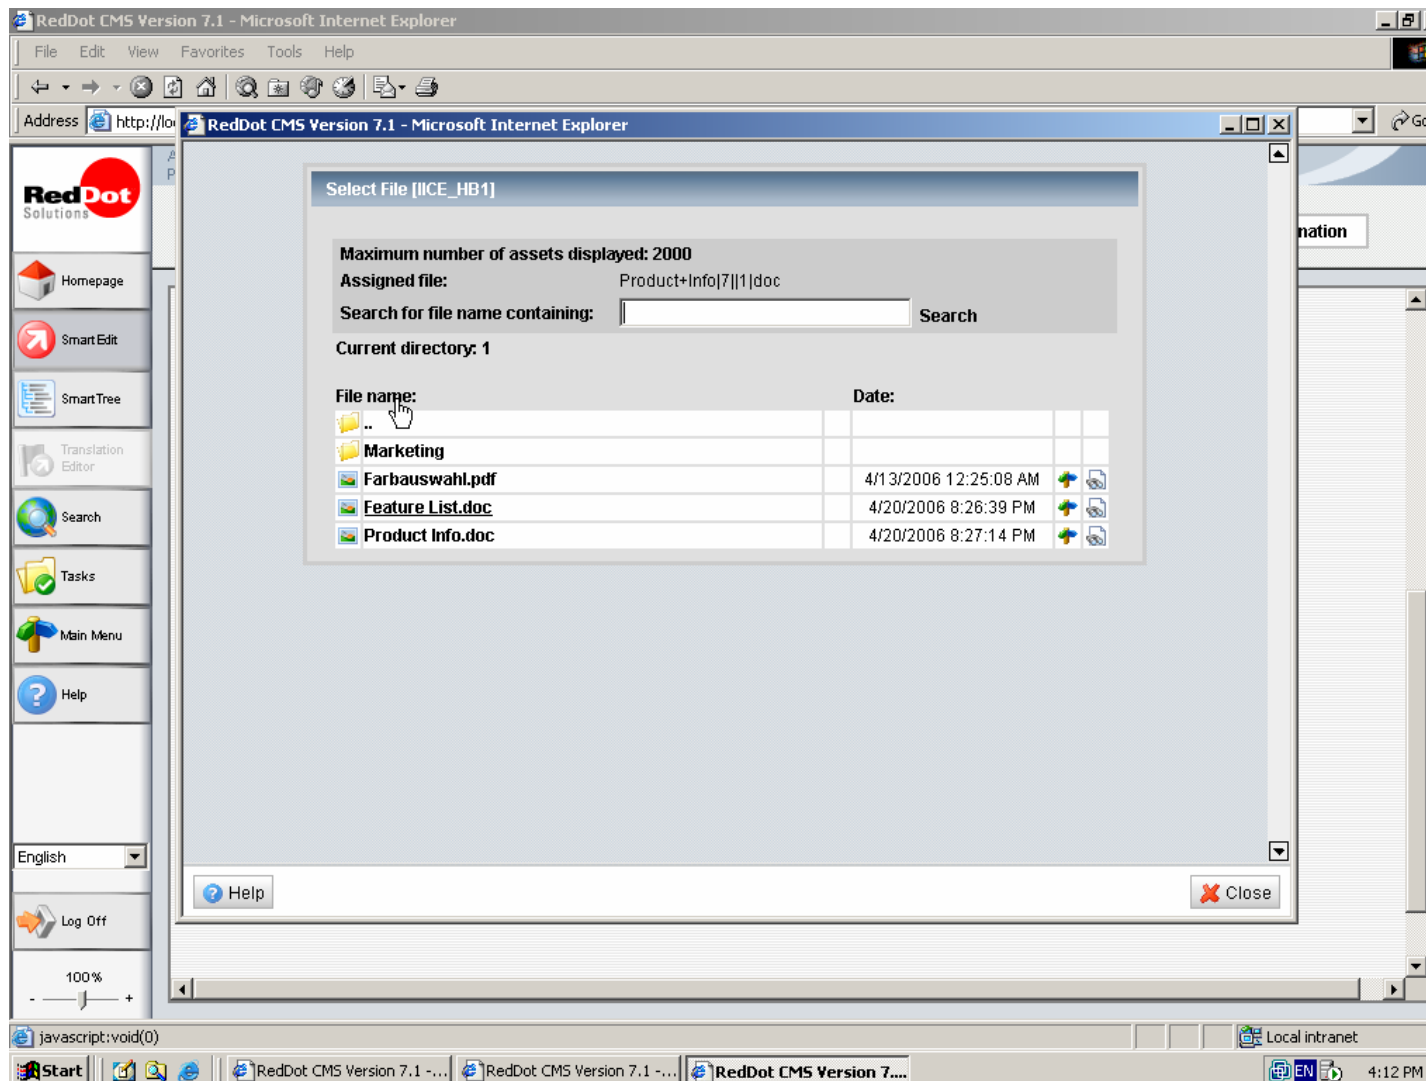 RedDot CMS Version 7.1 - Microsoft Internet Explorer
File Edit View Favorites Tools Help
Address http://lo
RedDot CMS Version 7.1 - Microsoft Internet Explorer
Go
RedDot
Solutions
Homepage
SmartEdit
SmartTree
Translation
Editor
Search
Tasks
Main Menu
Help
English
Log Off
100%
- +
A
P
Select File [IICE_HB1]
Maximum number of assets displayed: 2000
Assigned file: Product+Info|7||1|doc
Search for file name containing: Search
Current directory: 1
File name: Date:
..
Marketing
Farbauswahl.pdf 4/13/2006 12:25:08 AM
Feature List.doc 4/20/2006 8:26:39 PM
Product Info.doc 4/20/2006 8:27:14 PM
Help Close
nation
javascript:void(0) Local intranet
Start RedDot CMS Version 7.1 -... RedDot CMS Version 7.1 -... RedDot CMS Version 7.... EN 4:12 PM